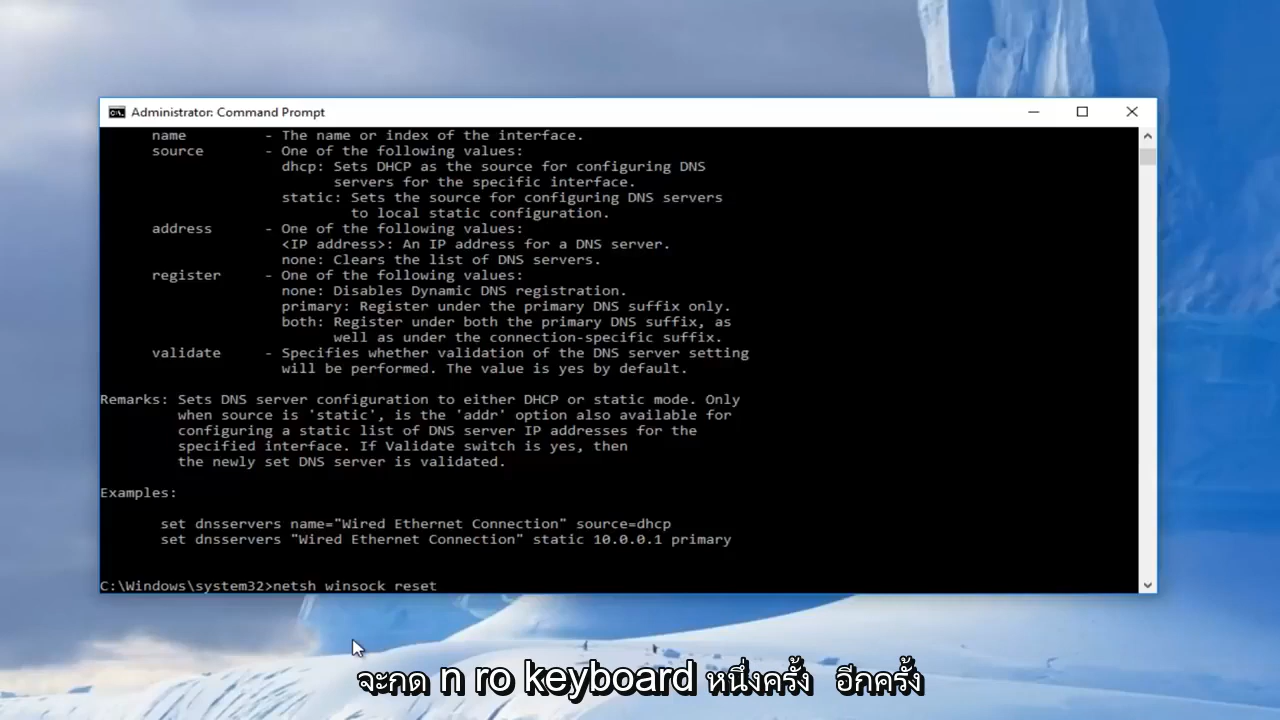 Administrator: Command Prompt
name - The name or index of the interface.
source - One of the following values:
dhcp: Sets DHCP as the source for configuring DNS
servers for the specific interface.
static: Sets the source for configuring DNS servers
to local static configuration.
address - One of the following values:
<IP address>: An IP address for a DNS server.
none: Clears the list of DNS servers.
register - One of the following values:
none: Disables Dynamic DNS registration.
primary: Register under the primary DNS suffix only.
both: Register under both the primary DNS suffix, as
well as under the connection-specific suffix.
validate - Specifies whether validation of the DNS server setting
will be performed. The value is yes by default.
Remarks: Sets DNS server configuration to either DHCP or static mode. Only
when source is 'static', is the 'addr' option also available for
configuring a static list of DNS server IP addresses for the
specified interface. If Validate switch is yes, then
the newly set DNS server is validated.
Examples:
set dnsservers name="Wired Ethernet Connection" source=dhcp
set dnsservers "Wired Ethernet Connection" static 10.0.0.1 primary
C:\Windows\system32>netsh winsock reset
จะกด n ro keyboard หนึ่งครั้ง อีกครั้ง